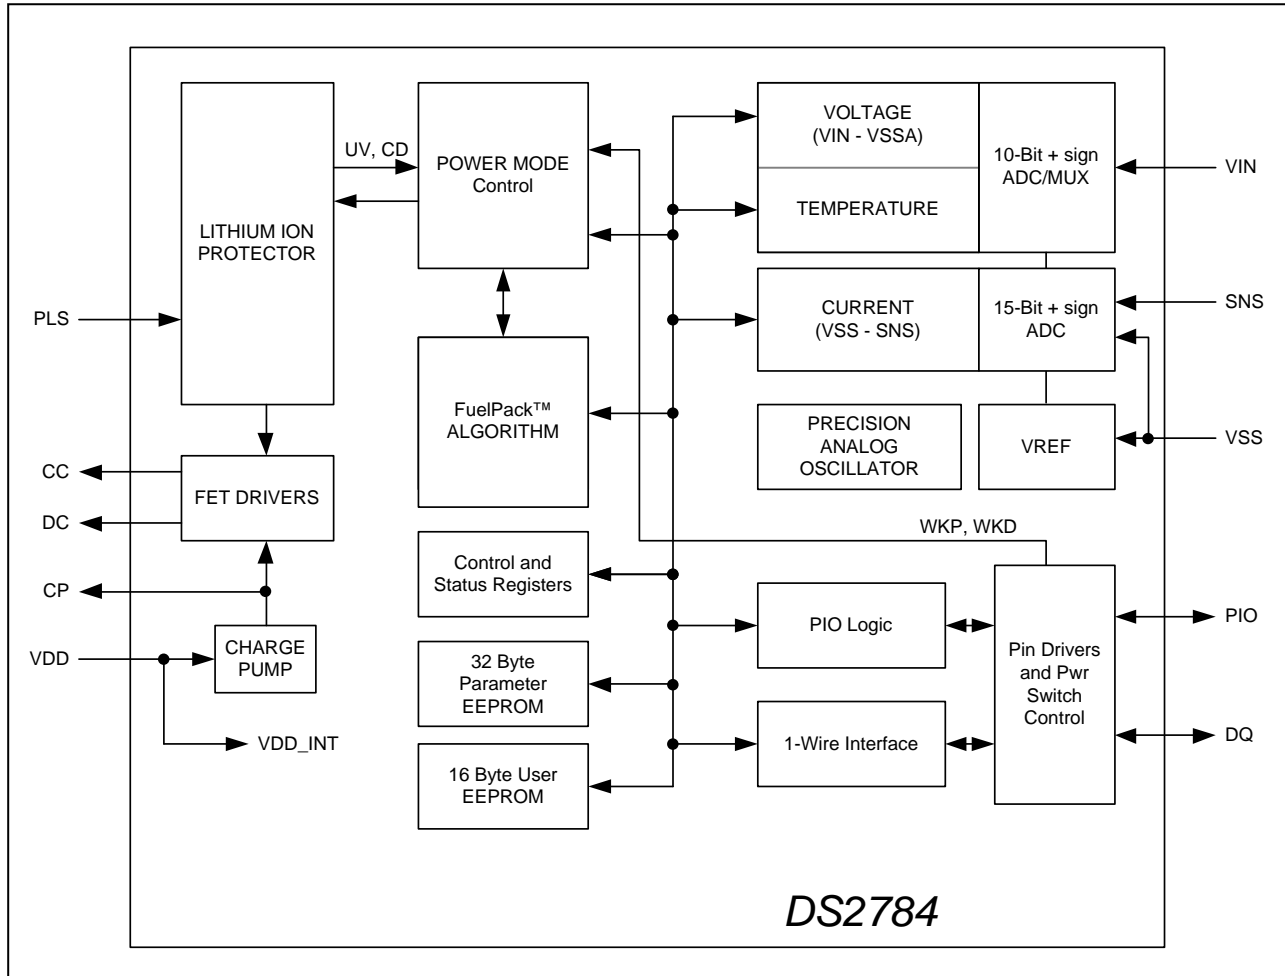 VOLTAGE
(VIN - VSSA)
10-Bit + sign
ADC/MUX
TEMPERATURE
VIN
UV, CD
POWER MODE
Control
LITHIUM ION
PROTECTOR
PLS
CURRENT
(VSS - SNS)
15-Bit + sign
ADC
SNS
FuelPack™
ALGORITHM
PRECISION
ANALOG
OSCILLATOR
VREF
VSS
CC
FET DRIVERS
DC
WKP, WKD
CP
Control and
Status Registers
PIO Logic
PIO
VDD
CHARGE
PUMP
32 Byte
Parameter
EEPROM
Pin Drivers
and Pwr
Switch
Control
VDD_INT
1-Wire Interface
DQ
16 Byte User
EEPROM
DS2784